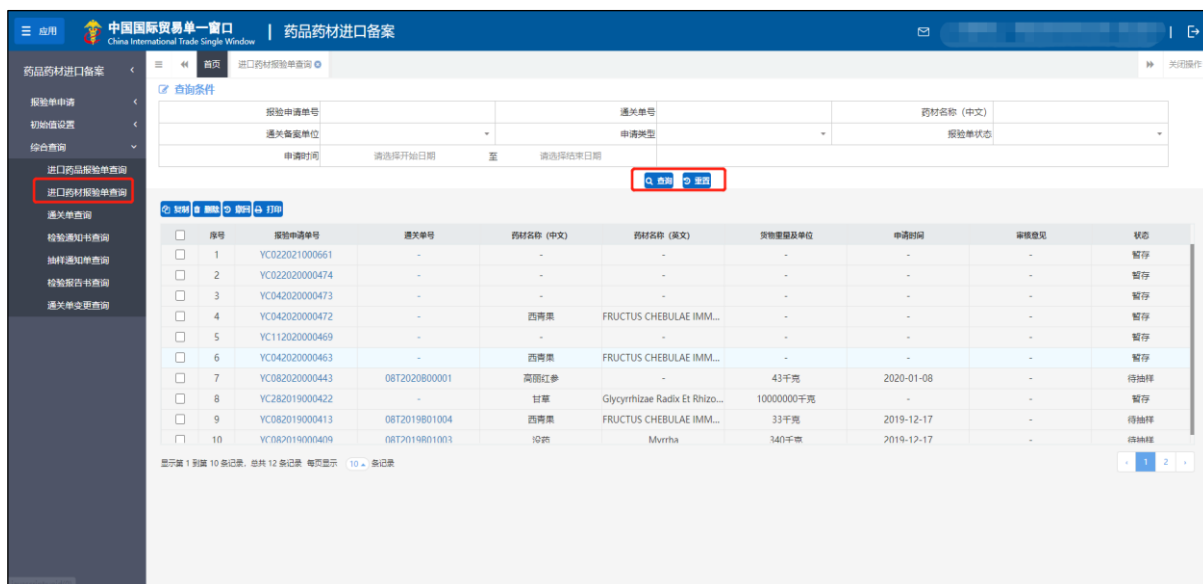 应用
中国国际贸易单一窗口 | 药品药材进口备案
China International Trade Single Window
药品药材进口备案
报验单申请
初始值设置
综合查询
进口药品报验单查询
进口药材报验单查询
通关单查询
检验通知书查询
抽样通知单查询
检验报告书查询
通关单变更查询
首页 进口药材报验单查询 关闭操作
查询条件
报验申请单号 通关单号 药材名称（中文）
通关备案单位 申请类型 报验单状态
申请时间 请选择开始日期 至 请选择结束日期
查询 重置
复制 删除 撤回 打印
序号 报验申请单号 通关单号 药材名称（中文） 药材名称（英文） 货物重量及单位 申请时间 审核意见 状态
1 YC022021000661 - - - - - - 暂存
2 YC022020000474 - - - - - - 暂存
3 YC042020000473 - - - - - - 暂存
4 YC042020000472 - 西青果 FRUCTUS CHEBULAE IMM... - - - 暂存
5 YC112020000469 - - - - - - 暂存
6 YC042020000463 - 西青果 FRUCTUS CHEBULAE IMM... - - - 暂存
7 YC082020000443 08T2020B00001 高丽红参 - 43千克 2020-01-08 - 待抽样
8 YC282019000422 - 甘草 Glycyrrhizae Radix Et Rhizo... 10000000千克 - - 暂存
9 YC082019000413 08T2019B01004 西青果 FRUCTUS CHEBULAE IMM... 33千克 2019-12-17 - 待抽样
10 YC082019000409 08T2019B01003 没药 Myrrha 340千克 2019-12-17 - 待抽样
显示第 1 到第 10 条记录，总共 12 条记录 每页显示 10 条记录
‹ 1 2 ›